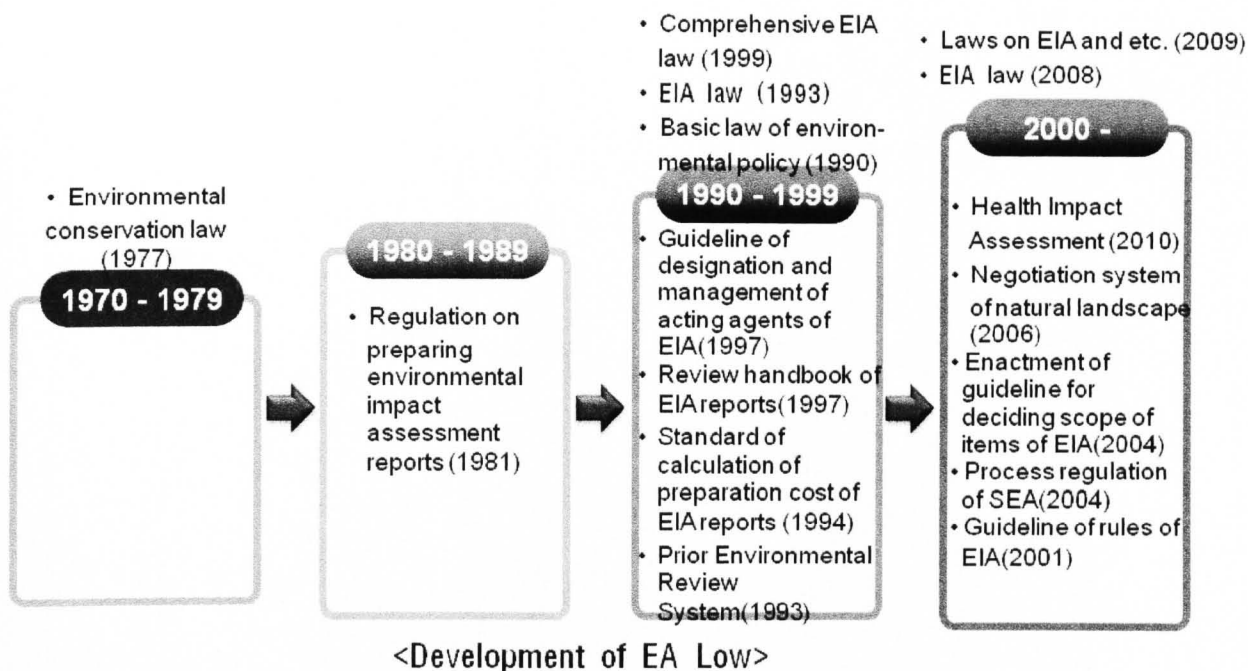 • Environmental
conservation law
(1977)
1970 - 1979
1980 - 1989
• Regulation on
preparing
environmental
impact
assessment
reports (1981)
• Comprehensive EIA
law (1999)
• EIA law (1993)
• Basic law of environ-
mental policy (1990)
1990 - 1999
• Guideline of
designation and
management of
acting agents of
EIA(1997)
• Review handbook of
EIA reports(1997)
• Standard of
calculation of
preparation cost of
EIA reports (1994)
• Prior Environmental
Review
System(1993)
• Laws on EIA and etc. (2009)
• EIA law (2008)
2000 -
• Health Impact
Assessment (2010)
• Negotiation system
of natural landscape
(2006)
• Enactment of
guideline for
deciding scope of
items of EIA(2004)
• Process regulation
of SEA(2004)
• Guideline of rules of
EIA(2001)
<Development of EA Low>